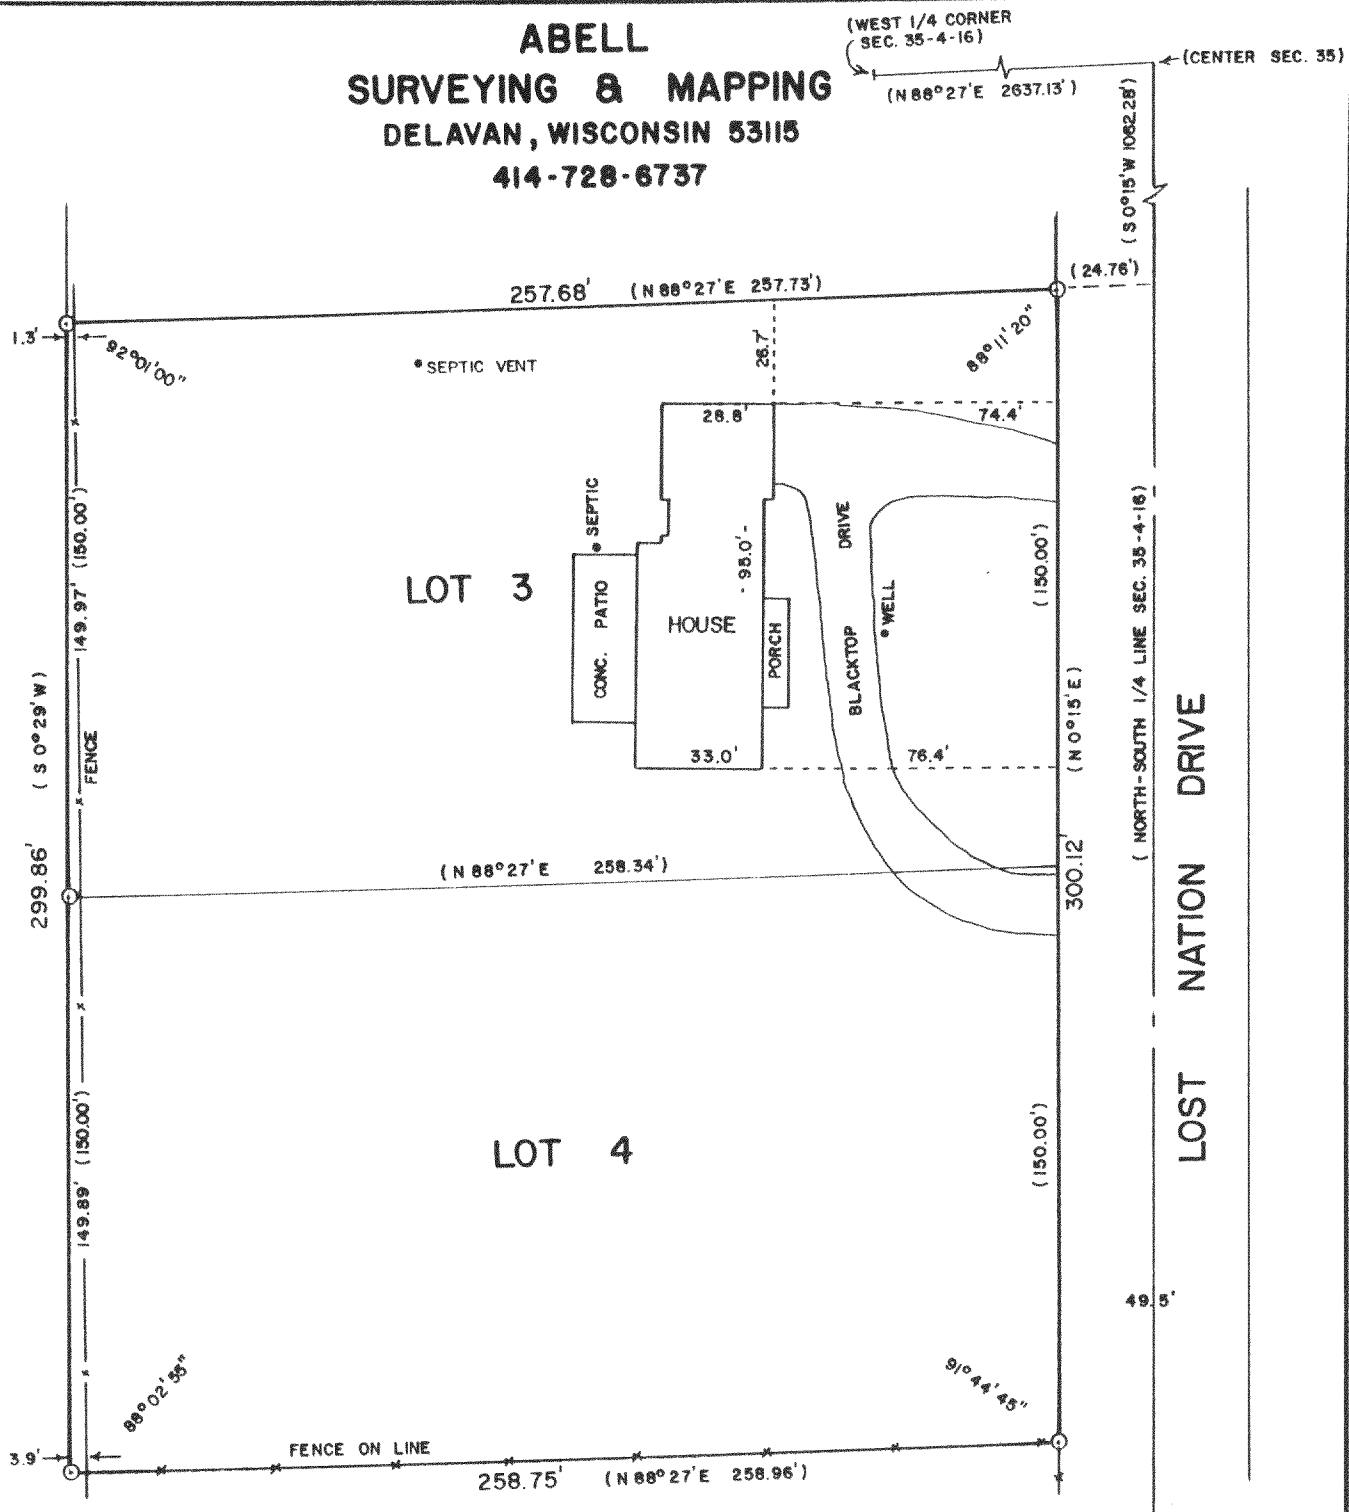 ABELL
SURVEYING & MAPPING
DELAVAN, WISCONSIN 53115
414-728-6737
(WEST 1/4 CORNER
SEC. 35-4-16)
(CENTER SEC. 35)
(N 88°27'E 2637.13')
(S 0°15'W 1062.28')
(24.76')
257.68' (N 88°27'E 257.73')
1.3'
92°01'00"
88°11'20"
SEPTIC VENT
26.7'
28.8'
74.4'
149.97' (150.00')
SEPTIC
DRIVE
(150.00')
(NORTH-SOUTH 1/4 LINE SEC. 35-4-16)
LOT 3
CONC. PATIO
HOUSE
- 95.0' -
PORCH
WELL
BLACKTOP
(S 0°29'W)
FENCE
33.0'
76.4'
(N 0°15'E)
LOST NATION DRIVE
299.86'
(N 88°27'E 258.34')
300.12'
LOT 4
149.89' (150.00')
(150.00')
49.5'
88°02'55"
91°44'45"
3.9'
FENCE ON LINE
258.75' (N 88°27'E 258.96')